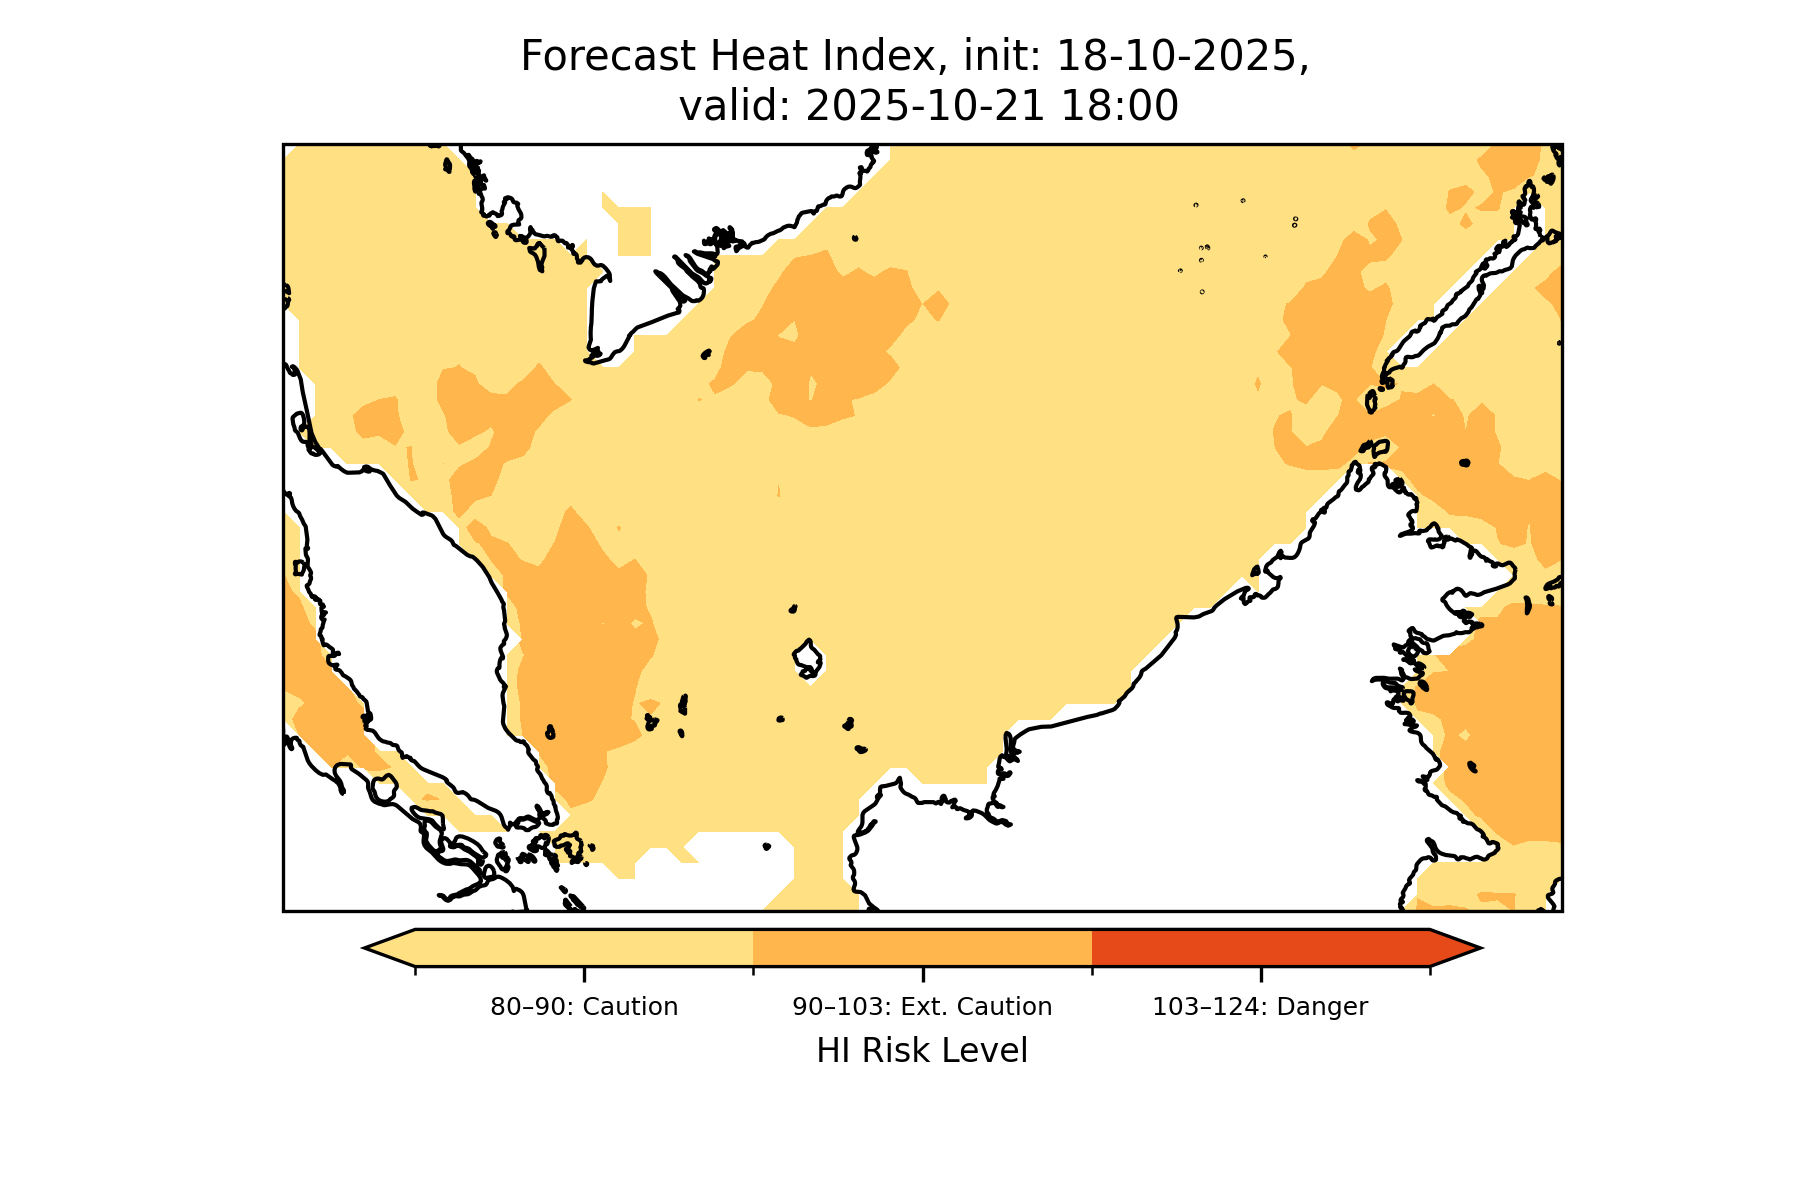 Forecast Heat Index, init: 18-10-2025,
valid: 2025-10-21 18:00
80–90: Caution
90–103: Ext. Caution
103–124: Danger
HI Risk Level